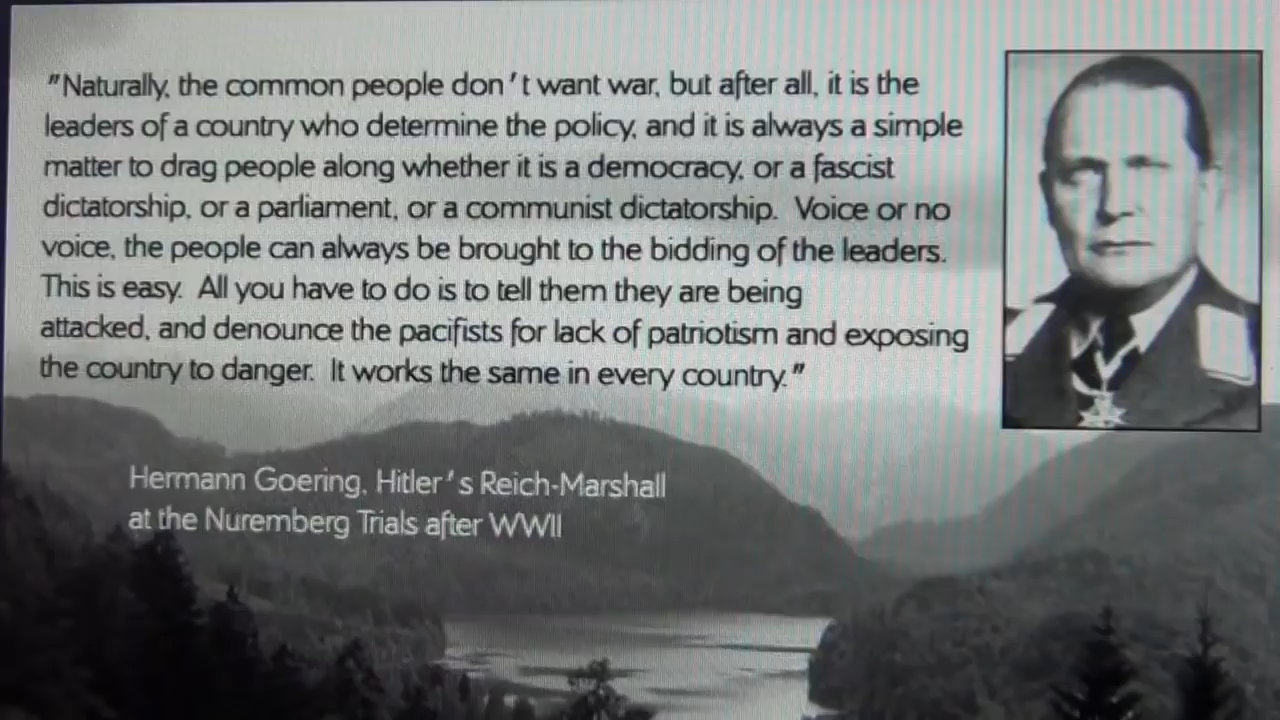 "Naturally, the common people don't want war, but after all, it is the
leaders of a country who determine the policy, and it is always a simple
matter to drag people along whether it is a democracy, or a fascist
dictatorship, or a parliament, or a communist dictatorship.  Voice or no
voice, the people can always be brought to the bidding of the leaders.
This is easy.  All you have to do is to tell them they are being
attacked, and denounce the pacifists for lack of patriotism and exposing
the country to danger.  It works the same in every country."
Hermann Goering, Hitler's Reich-Marshall
at the Nuremberg Trials after WWII